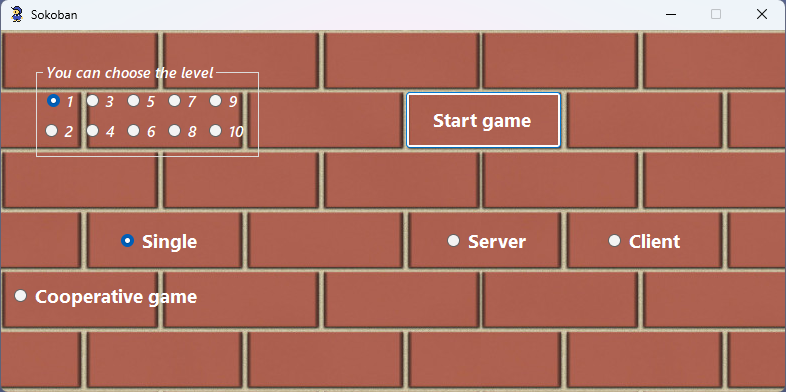 Sokoban
You can choose the level
1 3 5 7 9
Start game
2 4 6 8 10
Single
Server
Client
Cooperative game